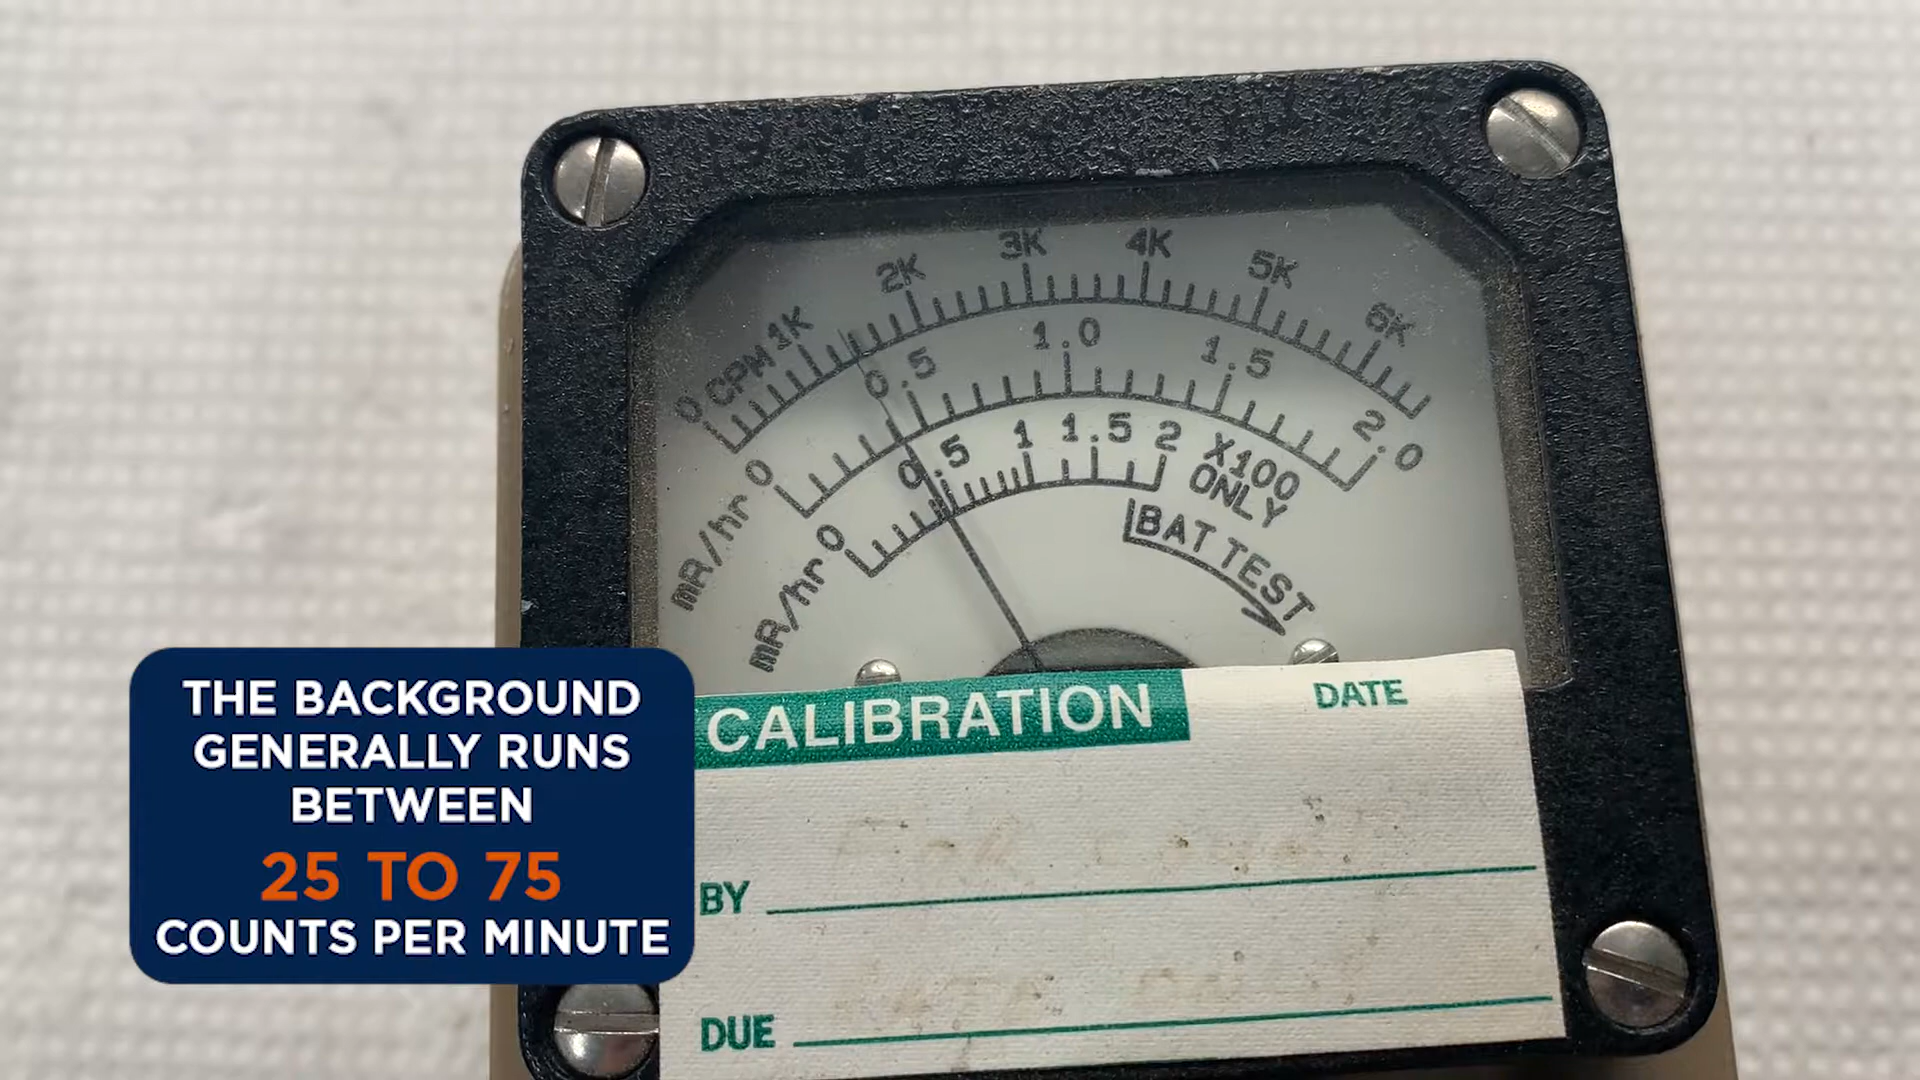 0 CPM 1K 2K 3K 4K 5K 6K
mR/hr 0 0.5 1.0 1.5 2.0
mR/hr 0 0.5 1 1.5 2 X100
ONLY
BAT TEST
CALIBRATION
DATE
BY
DUE
THE BACKGROUND
GENERALLY RUNS
BETWEEN
25 TO 75
COUNTS PER MINUTE